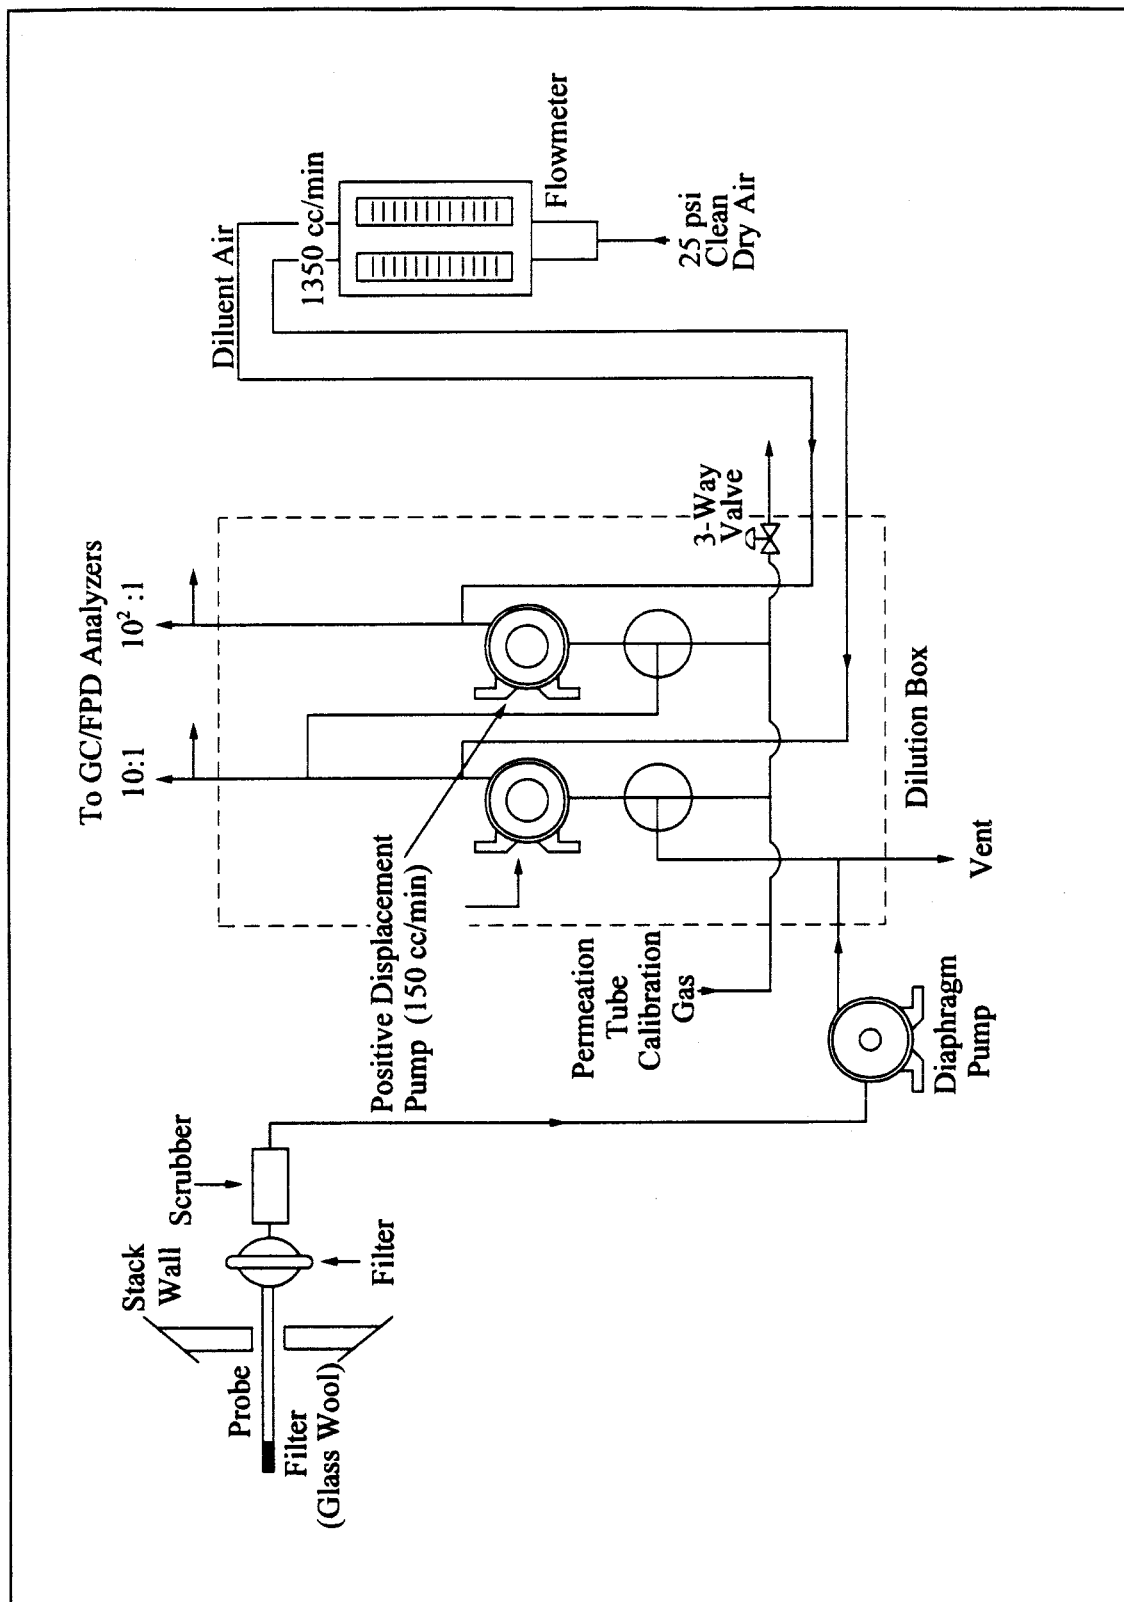 To GC/FPD Analyzers
10:1
10² :1
Diluent Air
1350 cc/min
Flowmeter
25 psi
Clean
Dry Air
3-Way
Valve
Dilution Box
Vent
Positive Displacement
Pump (150 cc/min)
Permeation
Tube
Calibration
Gas
Diaphragm
Pump
Scrubber
Stack
Wall
Filter
Probe
Filter
(Glass Wool)